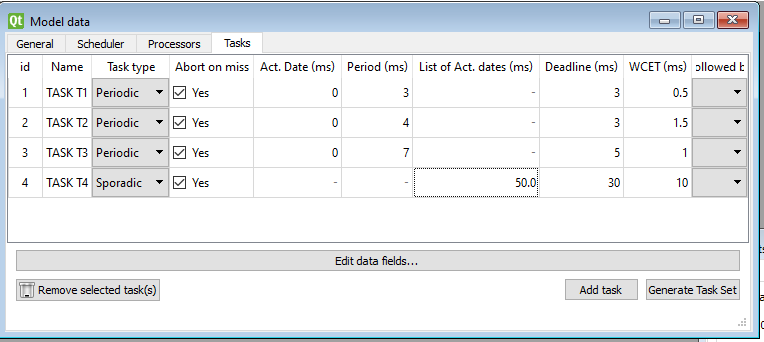 Qt Model data
General Scheduler Processors Tasks
id Name Task type Abort on miss Act. Date (ms) Period (ms) List of Act. dates (ms) Deadline (ms) WCET (ms) ollowed b
1 TASK T1 Periodic Yes 0 3 - 3 0.5
2 TASK T2 Periodic Yes 0 4 - 3 1.5
3 TASK T3 Periodic Yes 0 7 - 5 1
4 TASK T4 Sporadic Yes - - 50.0 30 10
Edit data fields...
Remove selected task(s) Add task Generate Task Set